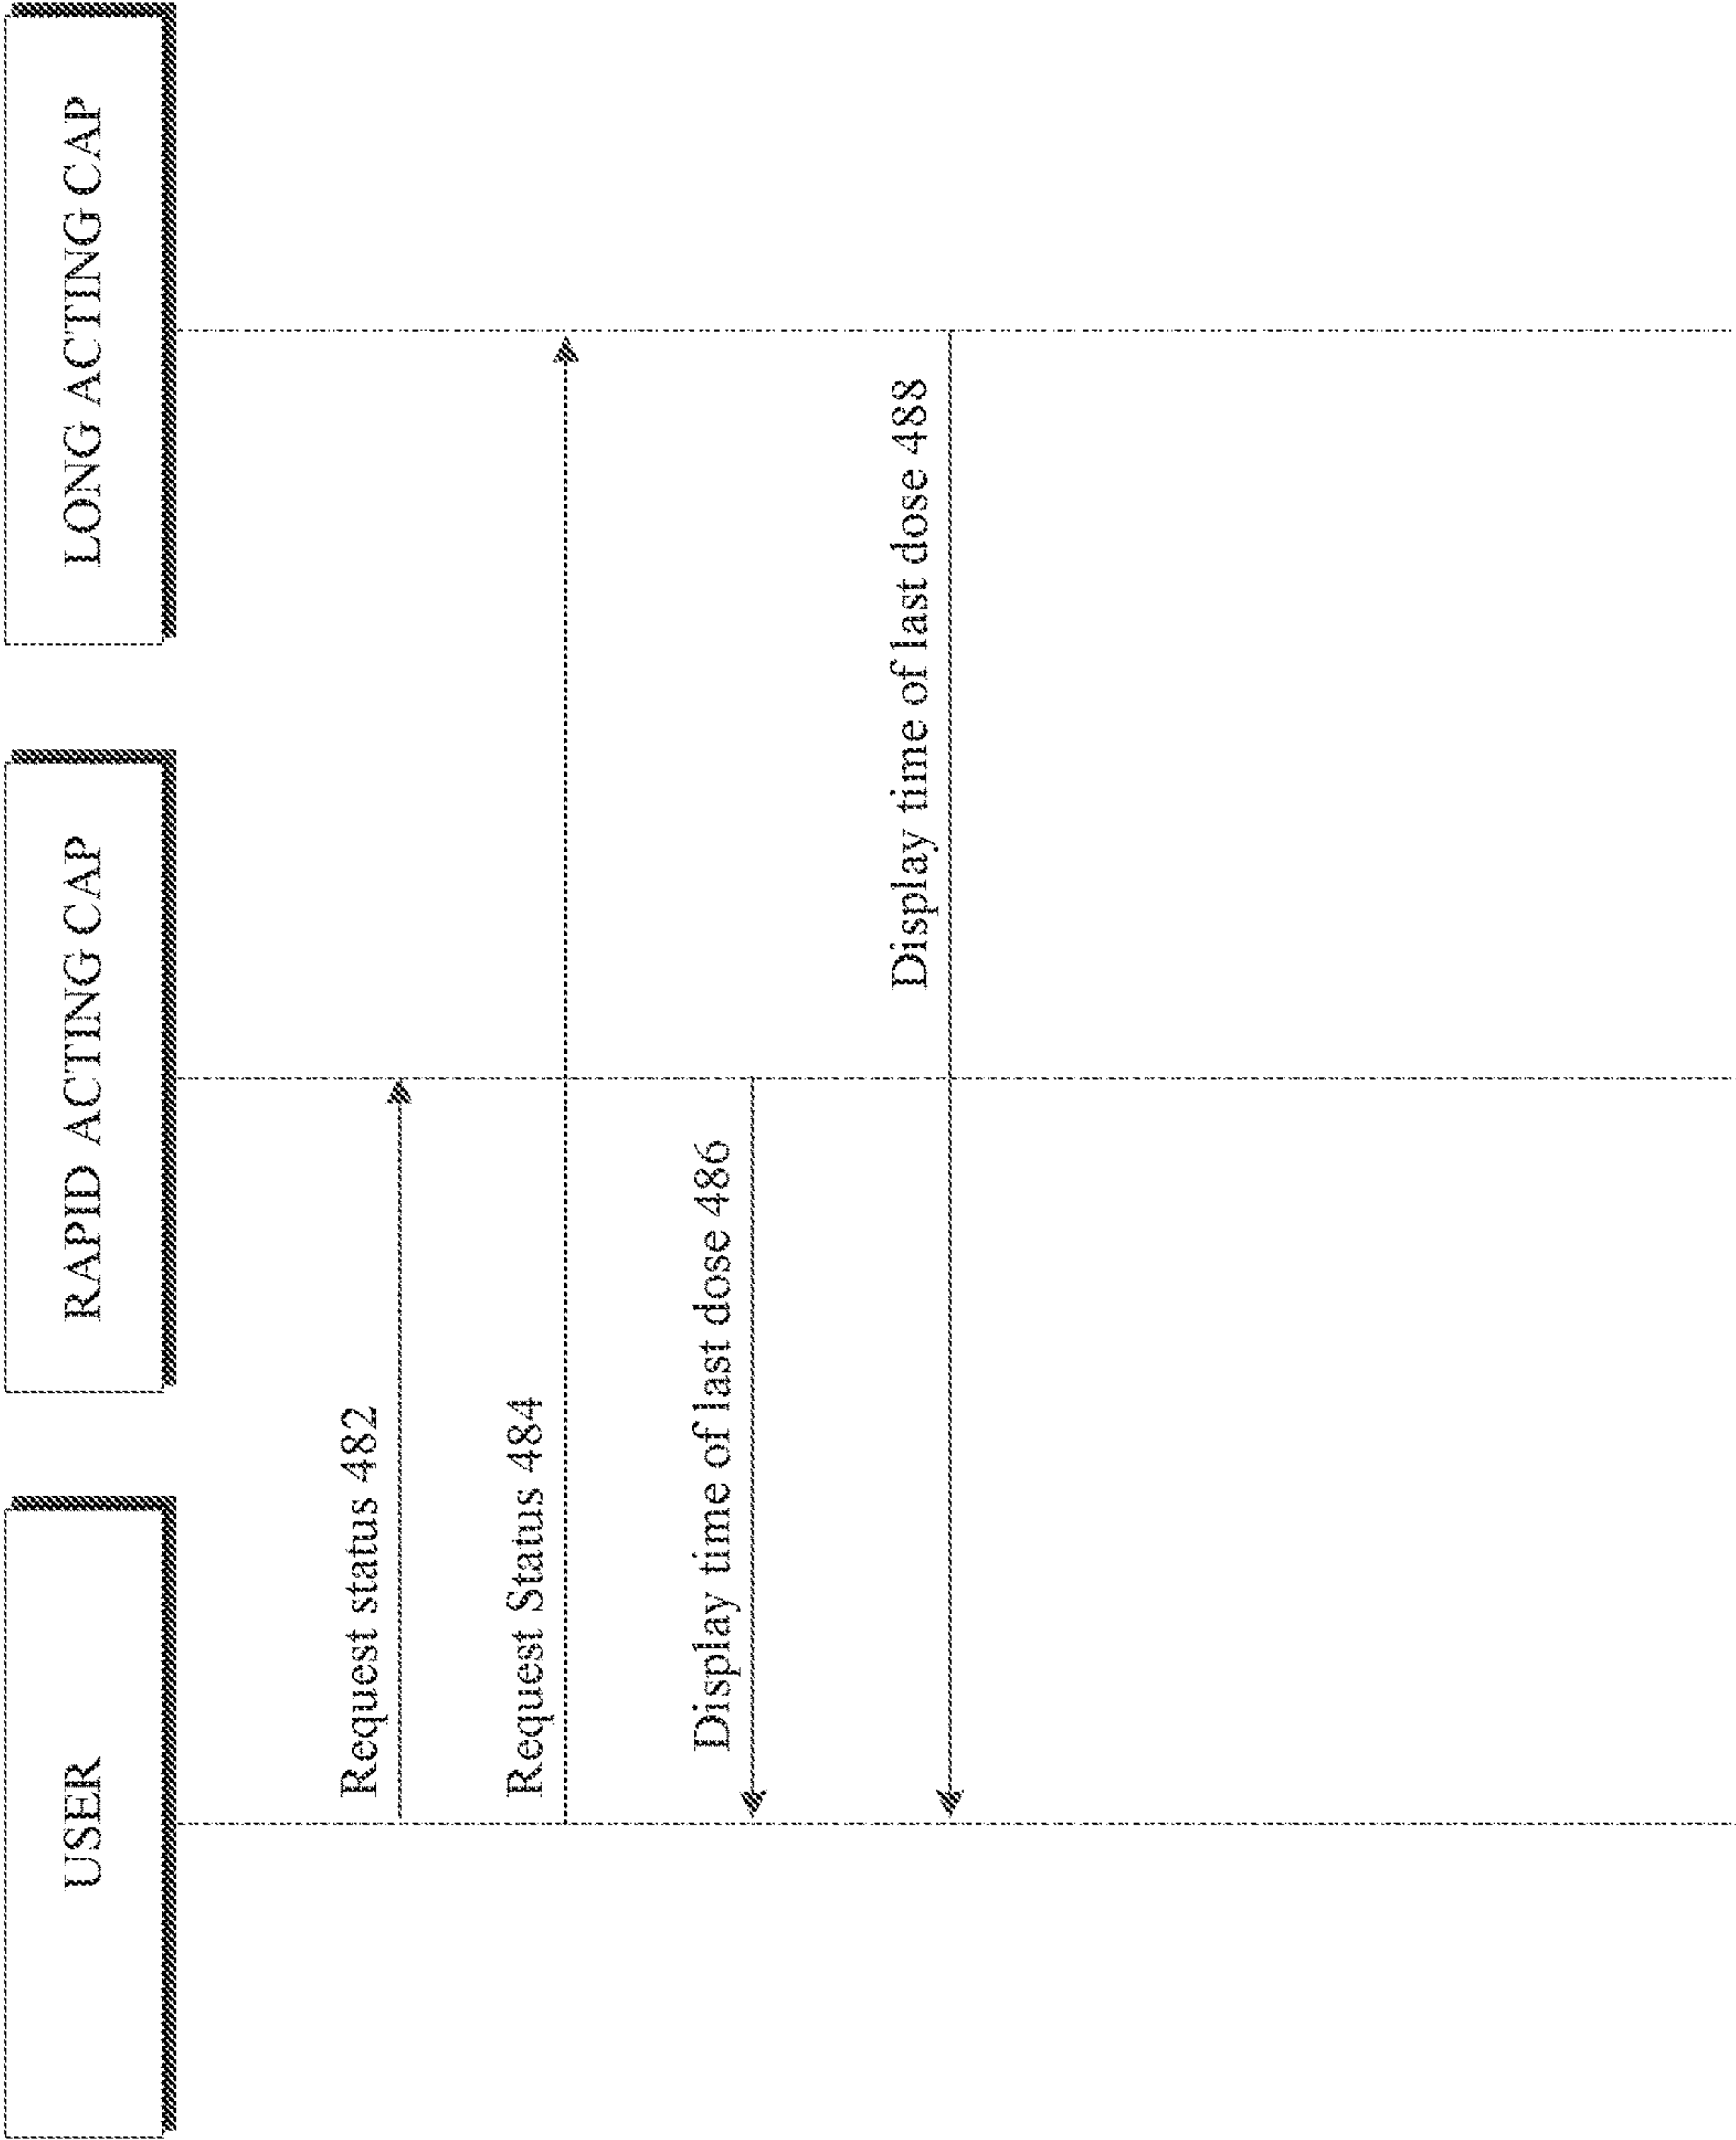 USER
RAPID ACTING CAP
LONG ACTING CAP
Request status 482
Request Status 484
Display time of last dose 486
Display time of last dose 488